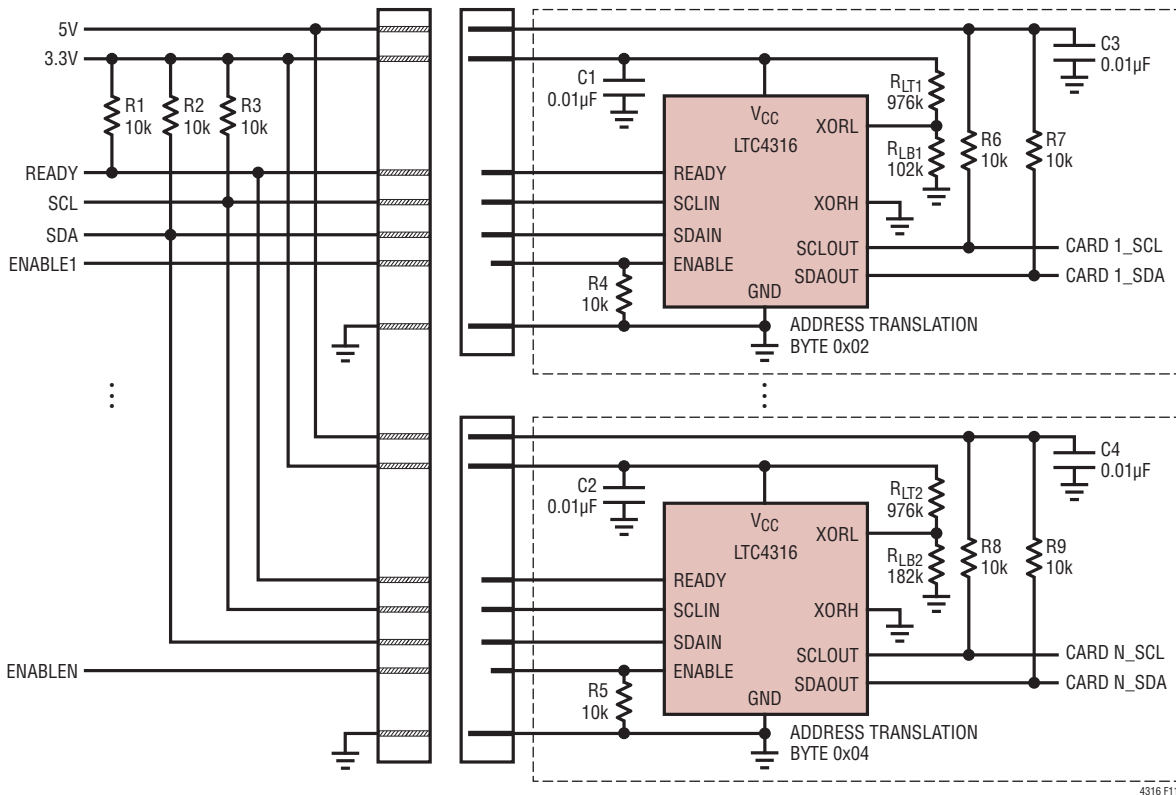 5V
3.3V
R1
10k
R2
10k
R3
10k
READY
SCL
SDA
ENABLE1
C1
0.01µF
VCC
LTC4316
XORL
READY
SCLIN
XORH
SDAIN
SCLOUT
ENABLE
SDAOUT
GND
R4
10k
RLT1
976k
RLB1
102k
R6
10k
R7
10k
C3
0.01µF
CARD 1_SCL
CARD 1_SDA
ADDRESS TRANSLATION
BYTE 0x02
ENABLEN
C2
0.01µF
VCC
LTC4316
XORL
READY
SCLIN
XORH
SDAIN
SCLOUT
ENABLE
SDAOUT
GND
R5
10k
RLT2
976k
RLB2
182k
R8
10k
R9
10k
C4
0.01µF
CARD N_SCL
CARD N_SDA
ADDRESS TRANSLATION
BYTE 0x04